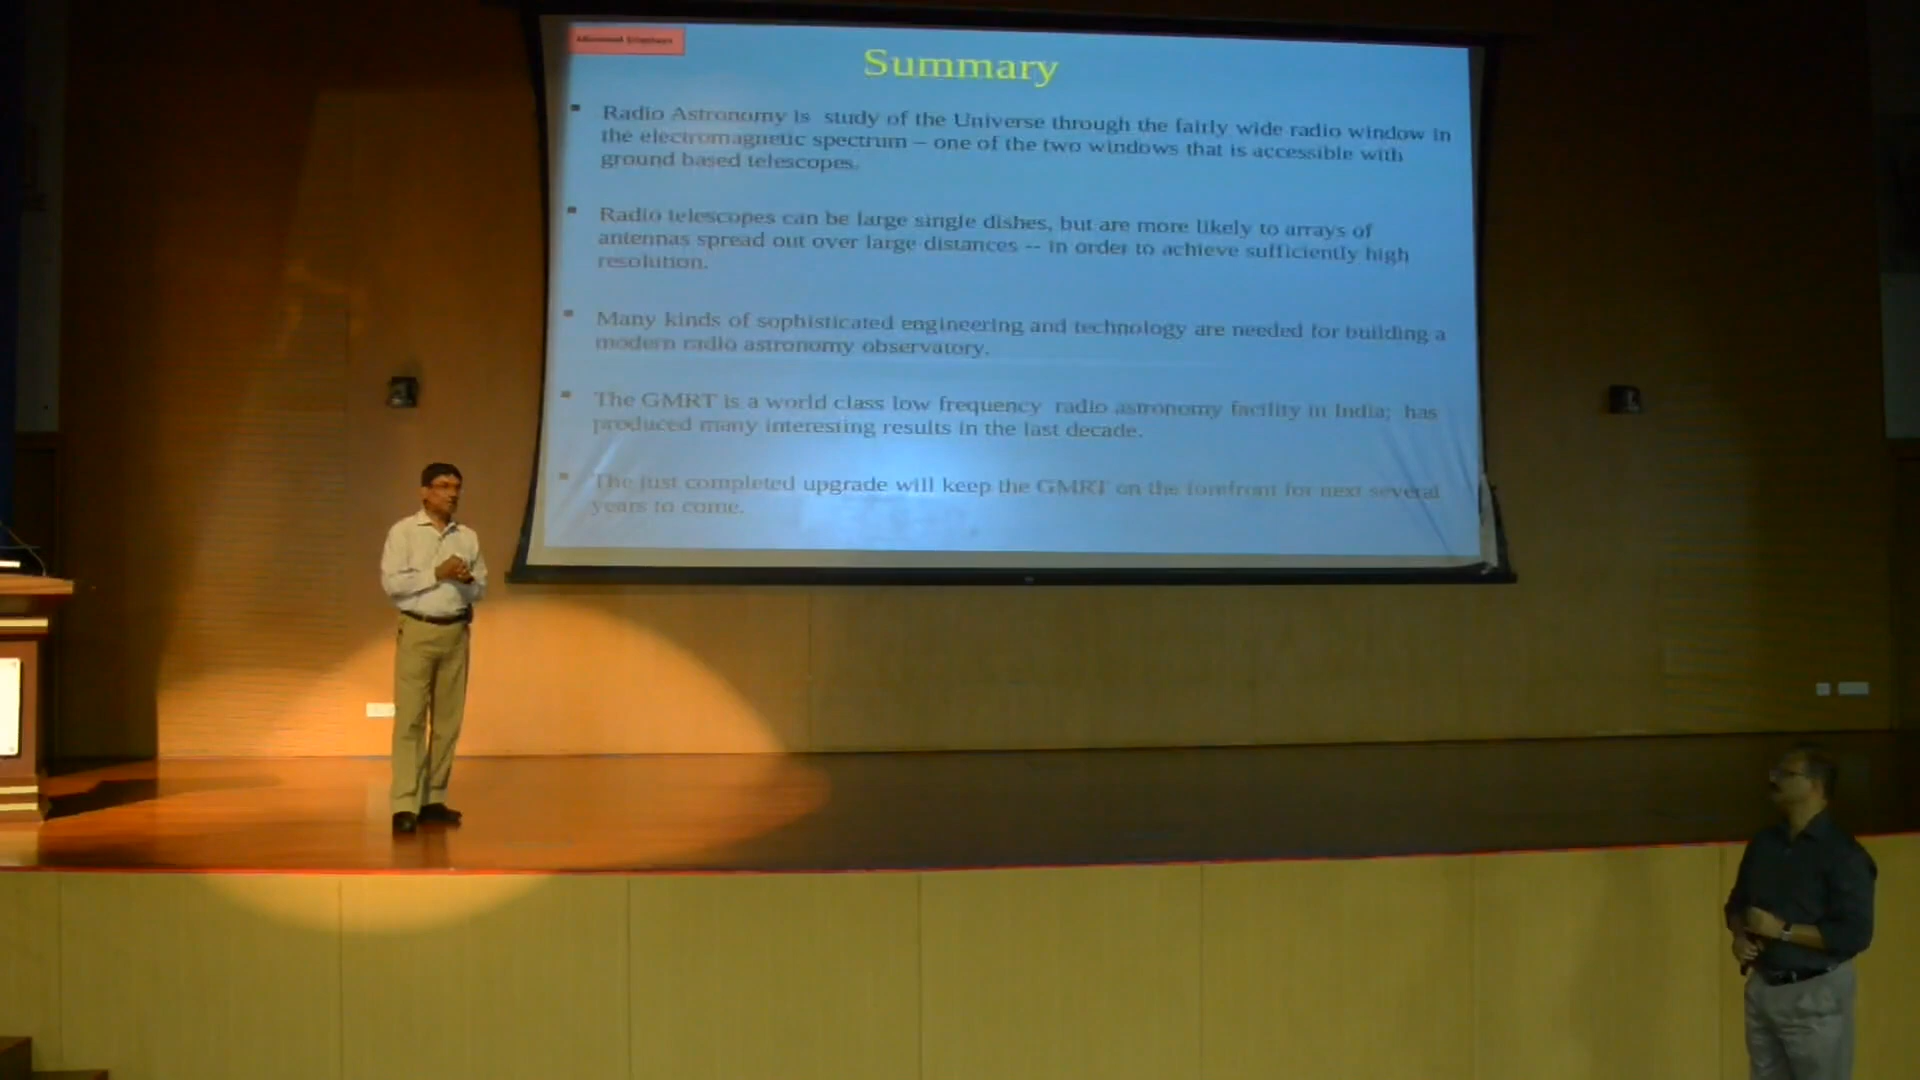 Summary
▪ Radio Astronomy is study of the Universe through the fairly wide radio window in
the electromagnetic spectrum – one of the two windows that is accessible with
ground based telescopes.
▪ Radio telescopes can be large single dishes, but are more likely to arrays of
antennas spread out over large distances -- in order to achieve sufficiently high
resolution.
▪ Many kinds of sophisticated engineering and technology are needed for building a
modern radio astronomy observatory.
▪ The GMRT is a world class low frequency radio astronomy facility in India; has
produced many interesting results in the last decade.
▪ The just completed upgrade will keep the GMRT on the forefront for next several
years to come.